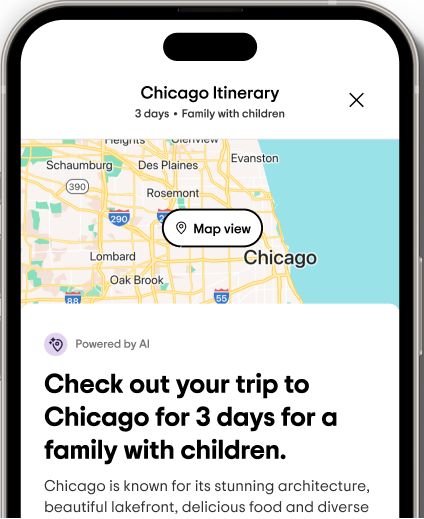 Chicago Itinerary
3 days • Family with children
Heights Glenview
Evanston
Schaumburg Des Plaines
390
Rosemont
290
Map view
Lombard
Chicago
Oak Brook
55
88
Powered by AI
Check out your trip to
Chicago for 3 days for a
family with children.
Chicago is known for its stunning architecture,
beautiful lakefront, delicious food and diverse